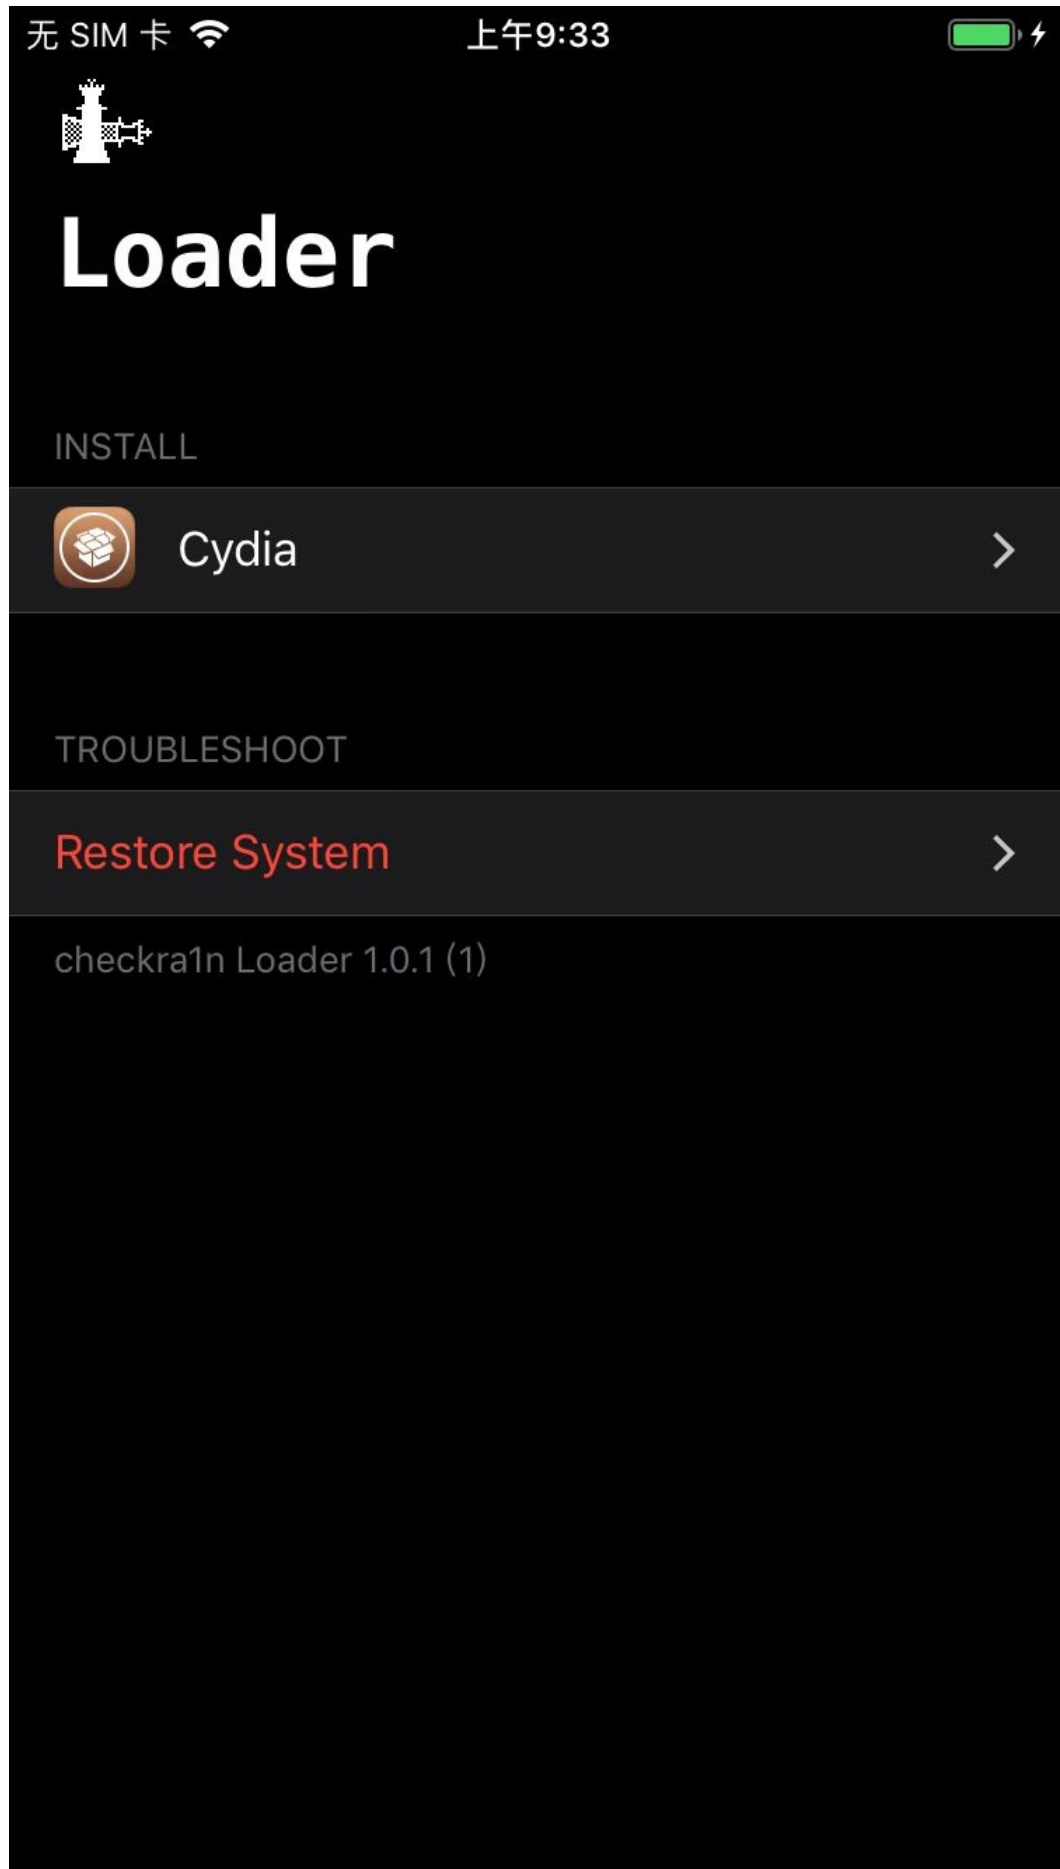 无 SIM 卡 上午9:33
Loader
INSTALL
Cydia
TROUBLESHOOT
Restore System
checkra1n Loader 1.0.1 (1)